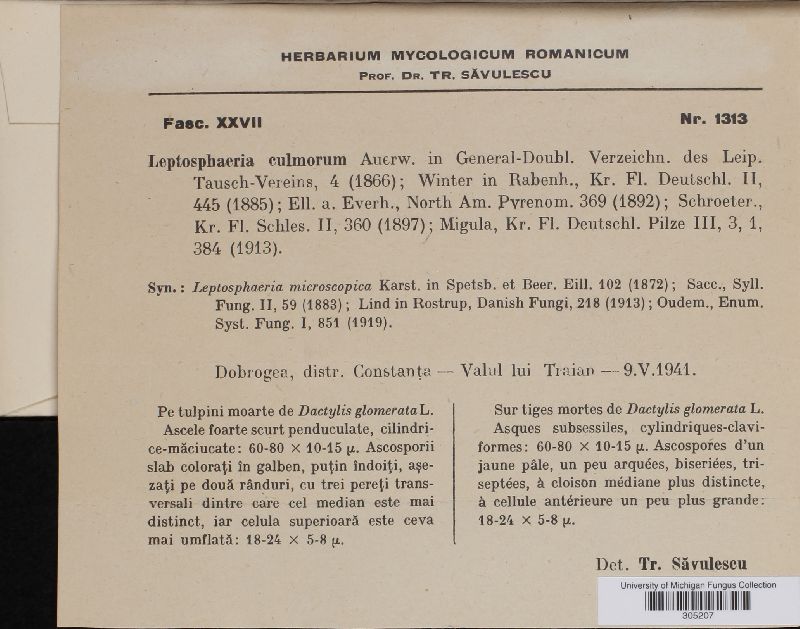 HERBARIUM MYCOLOGICUM ROMANICUM
PROF. DR. TR. SĂVULESCU
Fasc. XXVII
Nr. 1313
Leptosphaeria culmorum Auerw. in General-Doubl. Verzeichn. des Leip.
Tausch-Vereins, 4 (1866); Winter in Rabenh., Kr. Fl. Deutschl. II,
445 (1885); Ell. a. Everh., North Am. Pyrenom. 369 (1892); Schroeter.,
Kr. Fl. Schles. II, 360 (1897); Migula, Kr. Fl. Deutschl. Pilze III, 3, 1,
384 (1913).
Syn.: Leptosphaeria microscopica Karst. in Spetsb. et Beer. Eill. 102 (1872); Sacc., Syll.
Fung. II, 59 (1883); Lind in Rostrup, Danish Fungi, 218 (1913); Oudem., Enum.
Syst. Fung. I, 851 (1919).
Dobrogea, distr. Constanța — Valul lui Traian — 9.V.1941.
Pe tulpini moarte de Dactylis glomerata L.
Ascele foarte scurt penduculate, cilindri-
ce-măciucate: 60-80 × 10-15 µ. Ascosporii
slab colorați în galben, puțin îndoiți, așe-
zați pe două rânduri, cu trei pereți trans-
versali dintre care cel median este mai
distinct, iar celula superioară este ceva
mai umflată: 18-24 × 5-8 µ.
Sur tiges mortes de Dactylis glomerata L.
Asques subsessiles, cylindriques-clavi-
formes: 60-80 × 10-15 µ. Ascospores d'un
jaune pâle, un peu arquées, biseriées, tri-
septées, à cloison médiane plus distincte,
à cellule antérieure un peu plus grande:
18-24 × 5-8 µ.
Det. Tr. Săvulescu
University of Michigan Fungus Collection
305207